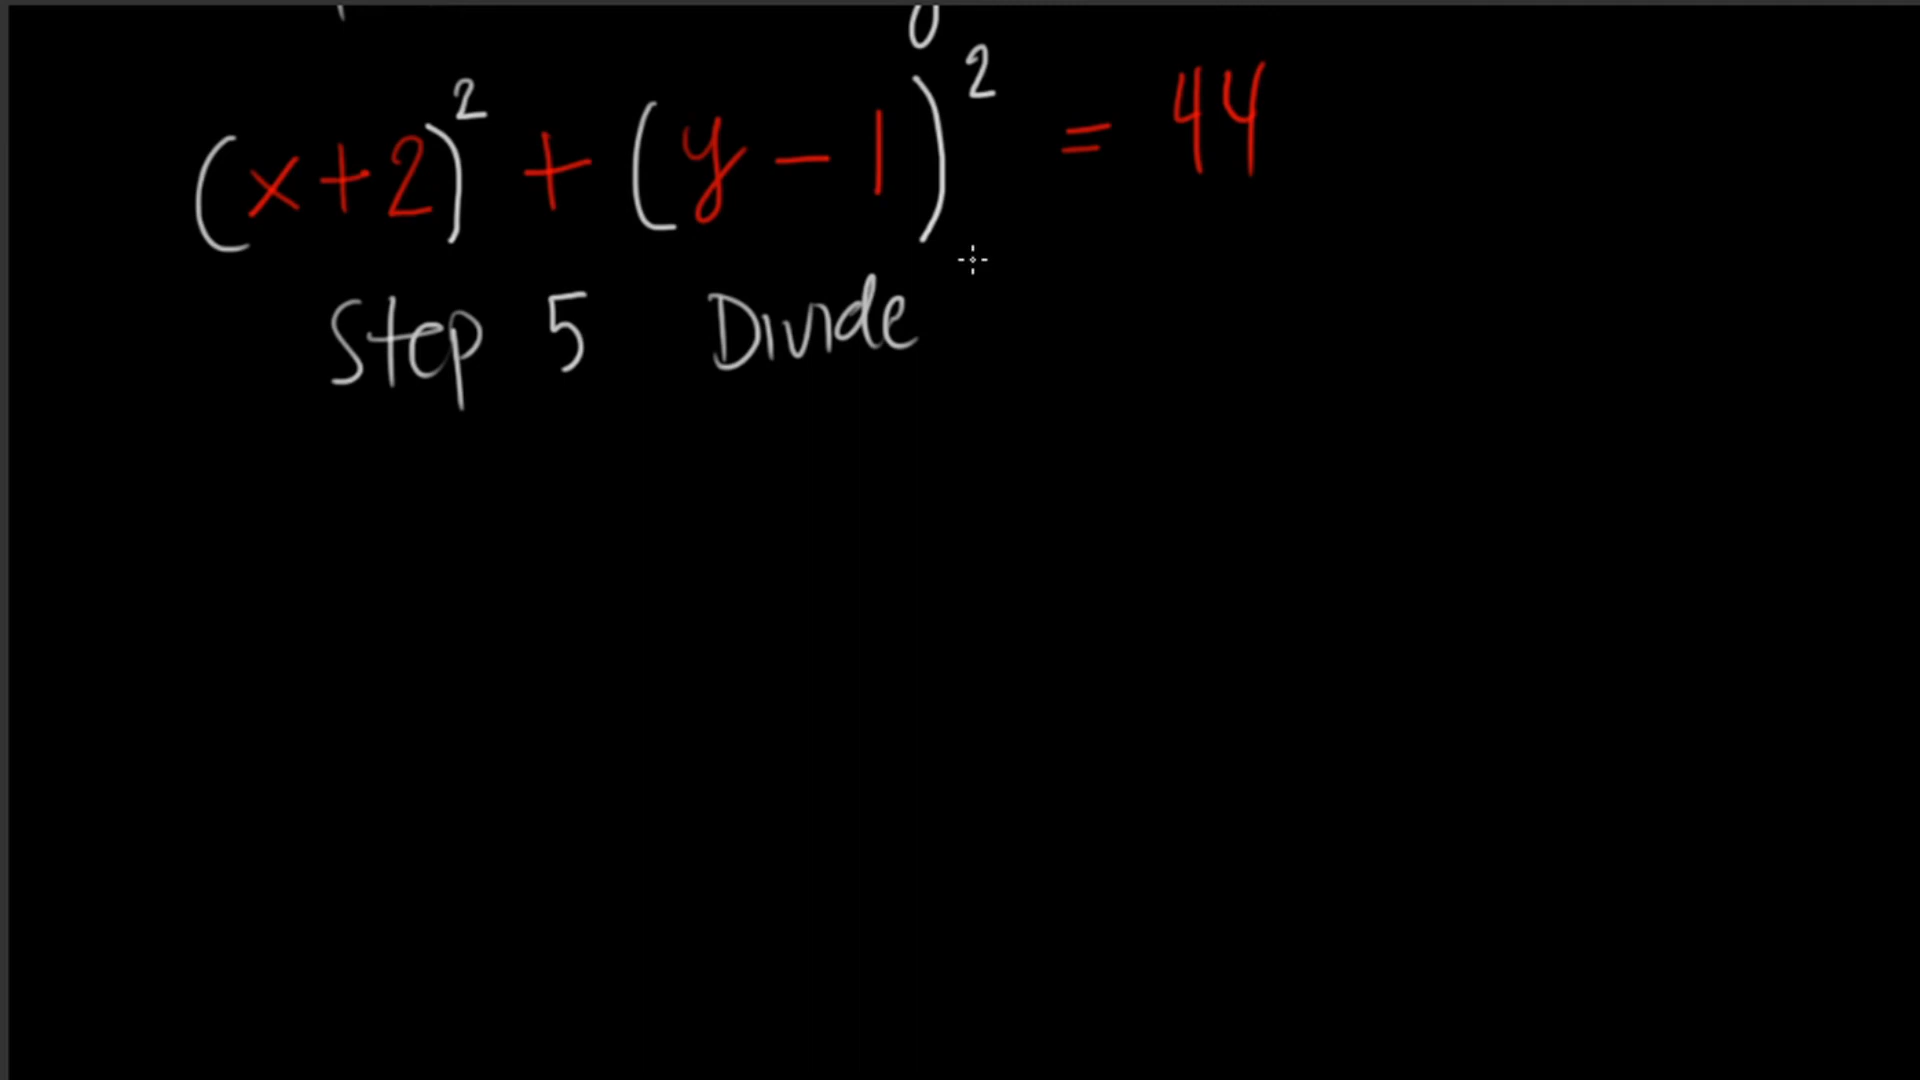 (x+2)² + (y-1)² = 44
Step 5 Divide